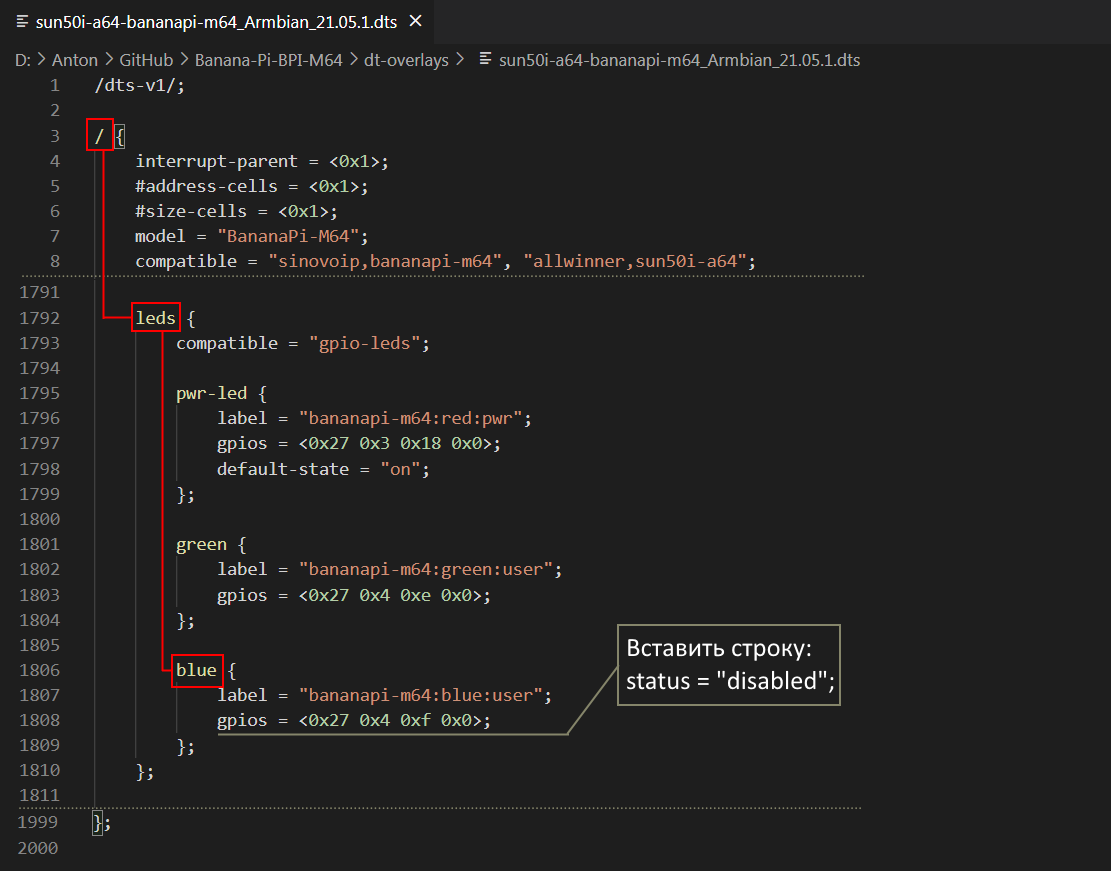 sun50i-a64-bananapi-m64_Armbian_21.05.1.dts ×
D: > Anton > GitHub > Banana-Pi-BPI-M64 > dt-overlays > sun50i-a64-bananapi-m64_Armbian_21.05.1.dts
1 /dts-v1/;
2
3 / {
4 interrupt-parent = <0x1>;
5 #address-cells = <0x1>;
6 #size-cells = <0x1>;
7 model = "BananaPi-M64";
8 compatible = "sinovoip,bananapi-m64", "allwinner,sun50i-a64";
1791
1792 leds {
1793 compatible = "gpio-leds";
1794
1795 pwr-led {
1796 label = "bananapi-m64:red:pwr";
1797 gpios = <0x27 0x3 0x18 0x0>;
1798 default-state = "on";
1799 };
1800
1801 green {
1802 label = "bananapi-m64:green:user";
1803 gpios = <0x27 0x4 0xe 0x0>;
1804 };
1805
1806 blue {
1807 label = "bananapi-m64:blue:user";
1808 gpios = <0x27 0x4 0xf 0x0>;
1809 };
1810 };
1811
1999 };
2000
Вставить строку:
status = "disabled";